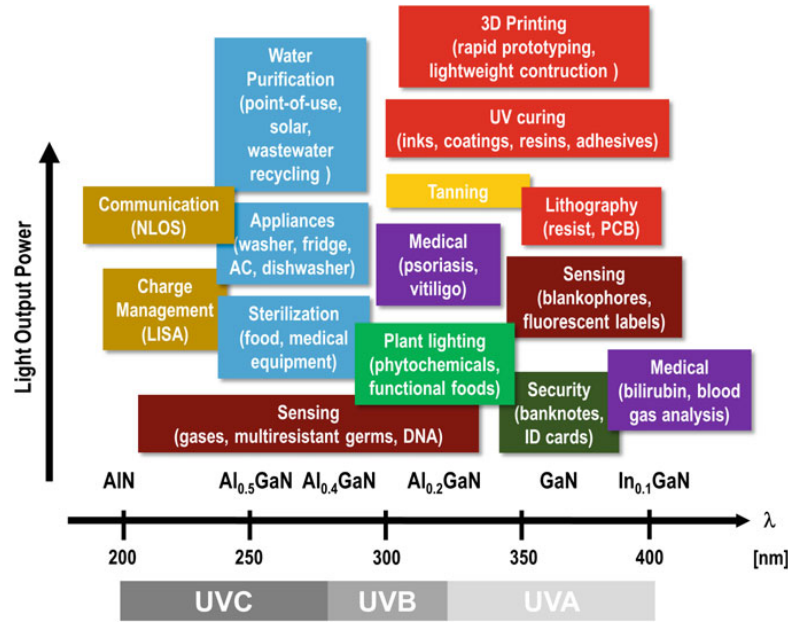 3D Printing
(rapid prototyping,
lightweight contruction )
Water
Purification
(point-of-use,
solar,
wastewater
recycling )
UV curing
(inks, coatings, resins, adhesives)
Tanning
Communication
(NLOS)
Appliances
(washer, fridge,
AC, dishwasher)
Lithography
(resist, PCB)
Medical
(psoriasis,
vitiligo)
Sensing
(blankophores,
fluorescent labels)
Charge
Management
(LISA)
Sterilization
(food, medical
equipment)
Plant lighting
(phytochemicals,
functional foods)
Medical
(bilirubin, blood
gas analysis)
Security
(banknotes,
ID cards)
Sensing
(gases, multiresistant germs, DNA)
Light Output Power
AlN Al0.5GaN Al0.4GaN Al0.2GaN GaN In0.1GaN
λ
200 250 300 350 400 [nm]
UVC UVB UVA